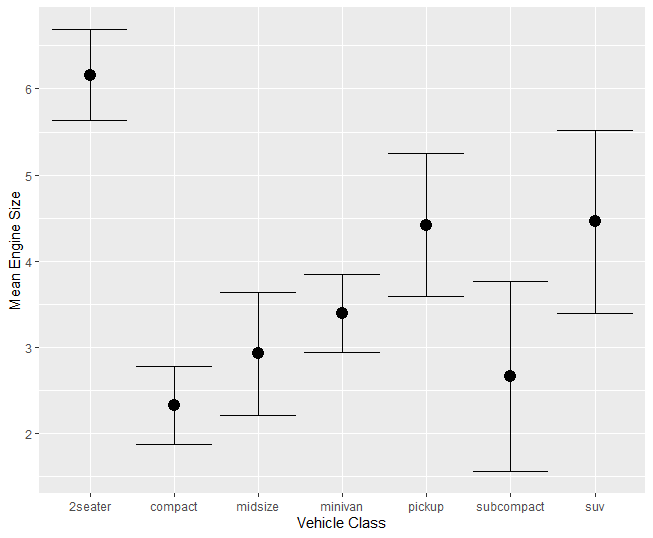 6
5
4
3
2
Mean Engine Size
2seater compact midsize minivan pickup subcompact suv
Vehicle Class